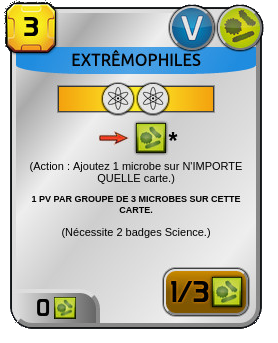 3
V
EXTRÊMOPHILES
*
(Action : Ajoutez 1 microbe sur N'IMPORTE
QUELLE carte.)
1 PV PAR GROUPE DE 3 MICROBES SUR CETTE
CARTE.
(Nécessite 2 badges Science.)
1/3
0